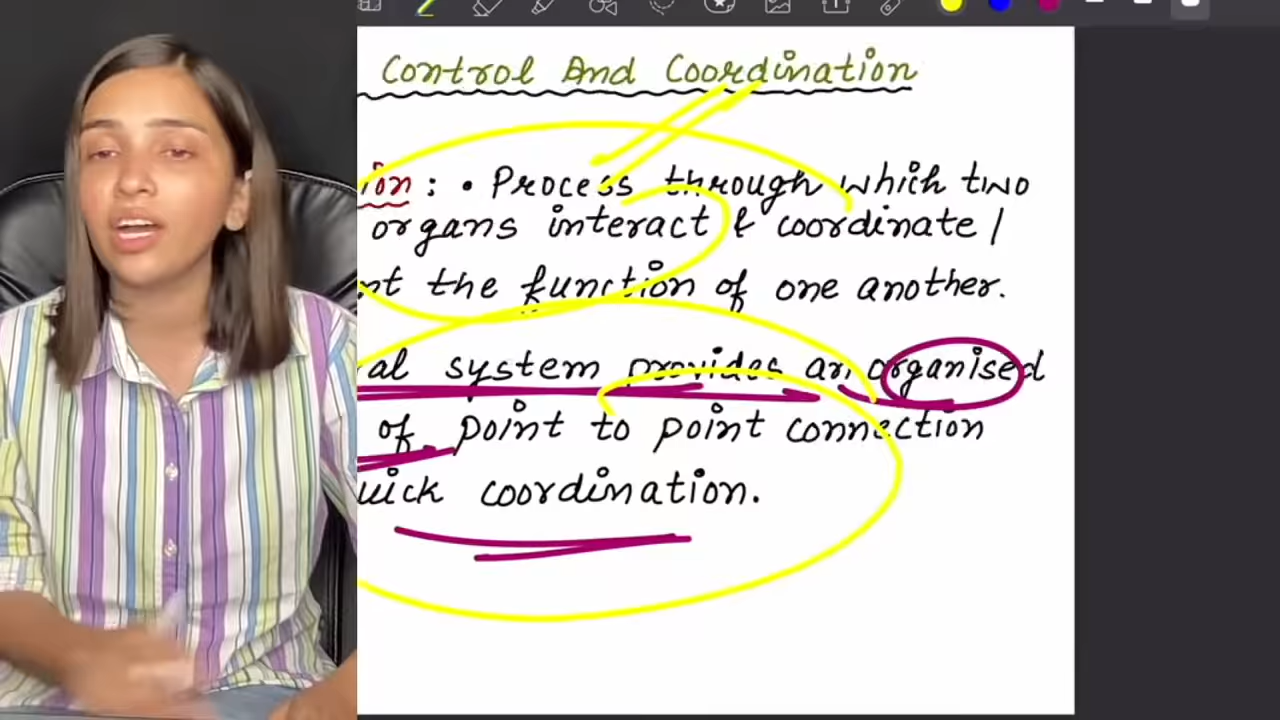 Control And Coordination
ion : • Process through which two
organs interact & coordinate /
nt the function of one another.
al system provides an organised
of point to point connection
uick coordination.